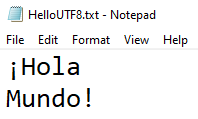 HelloUTF8.txt - Notepad
File Edit Format View Help
¡Hola
Mundo!